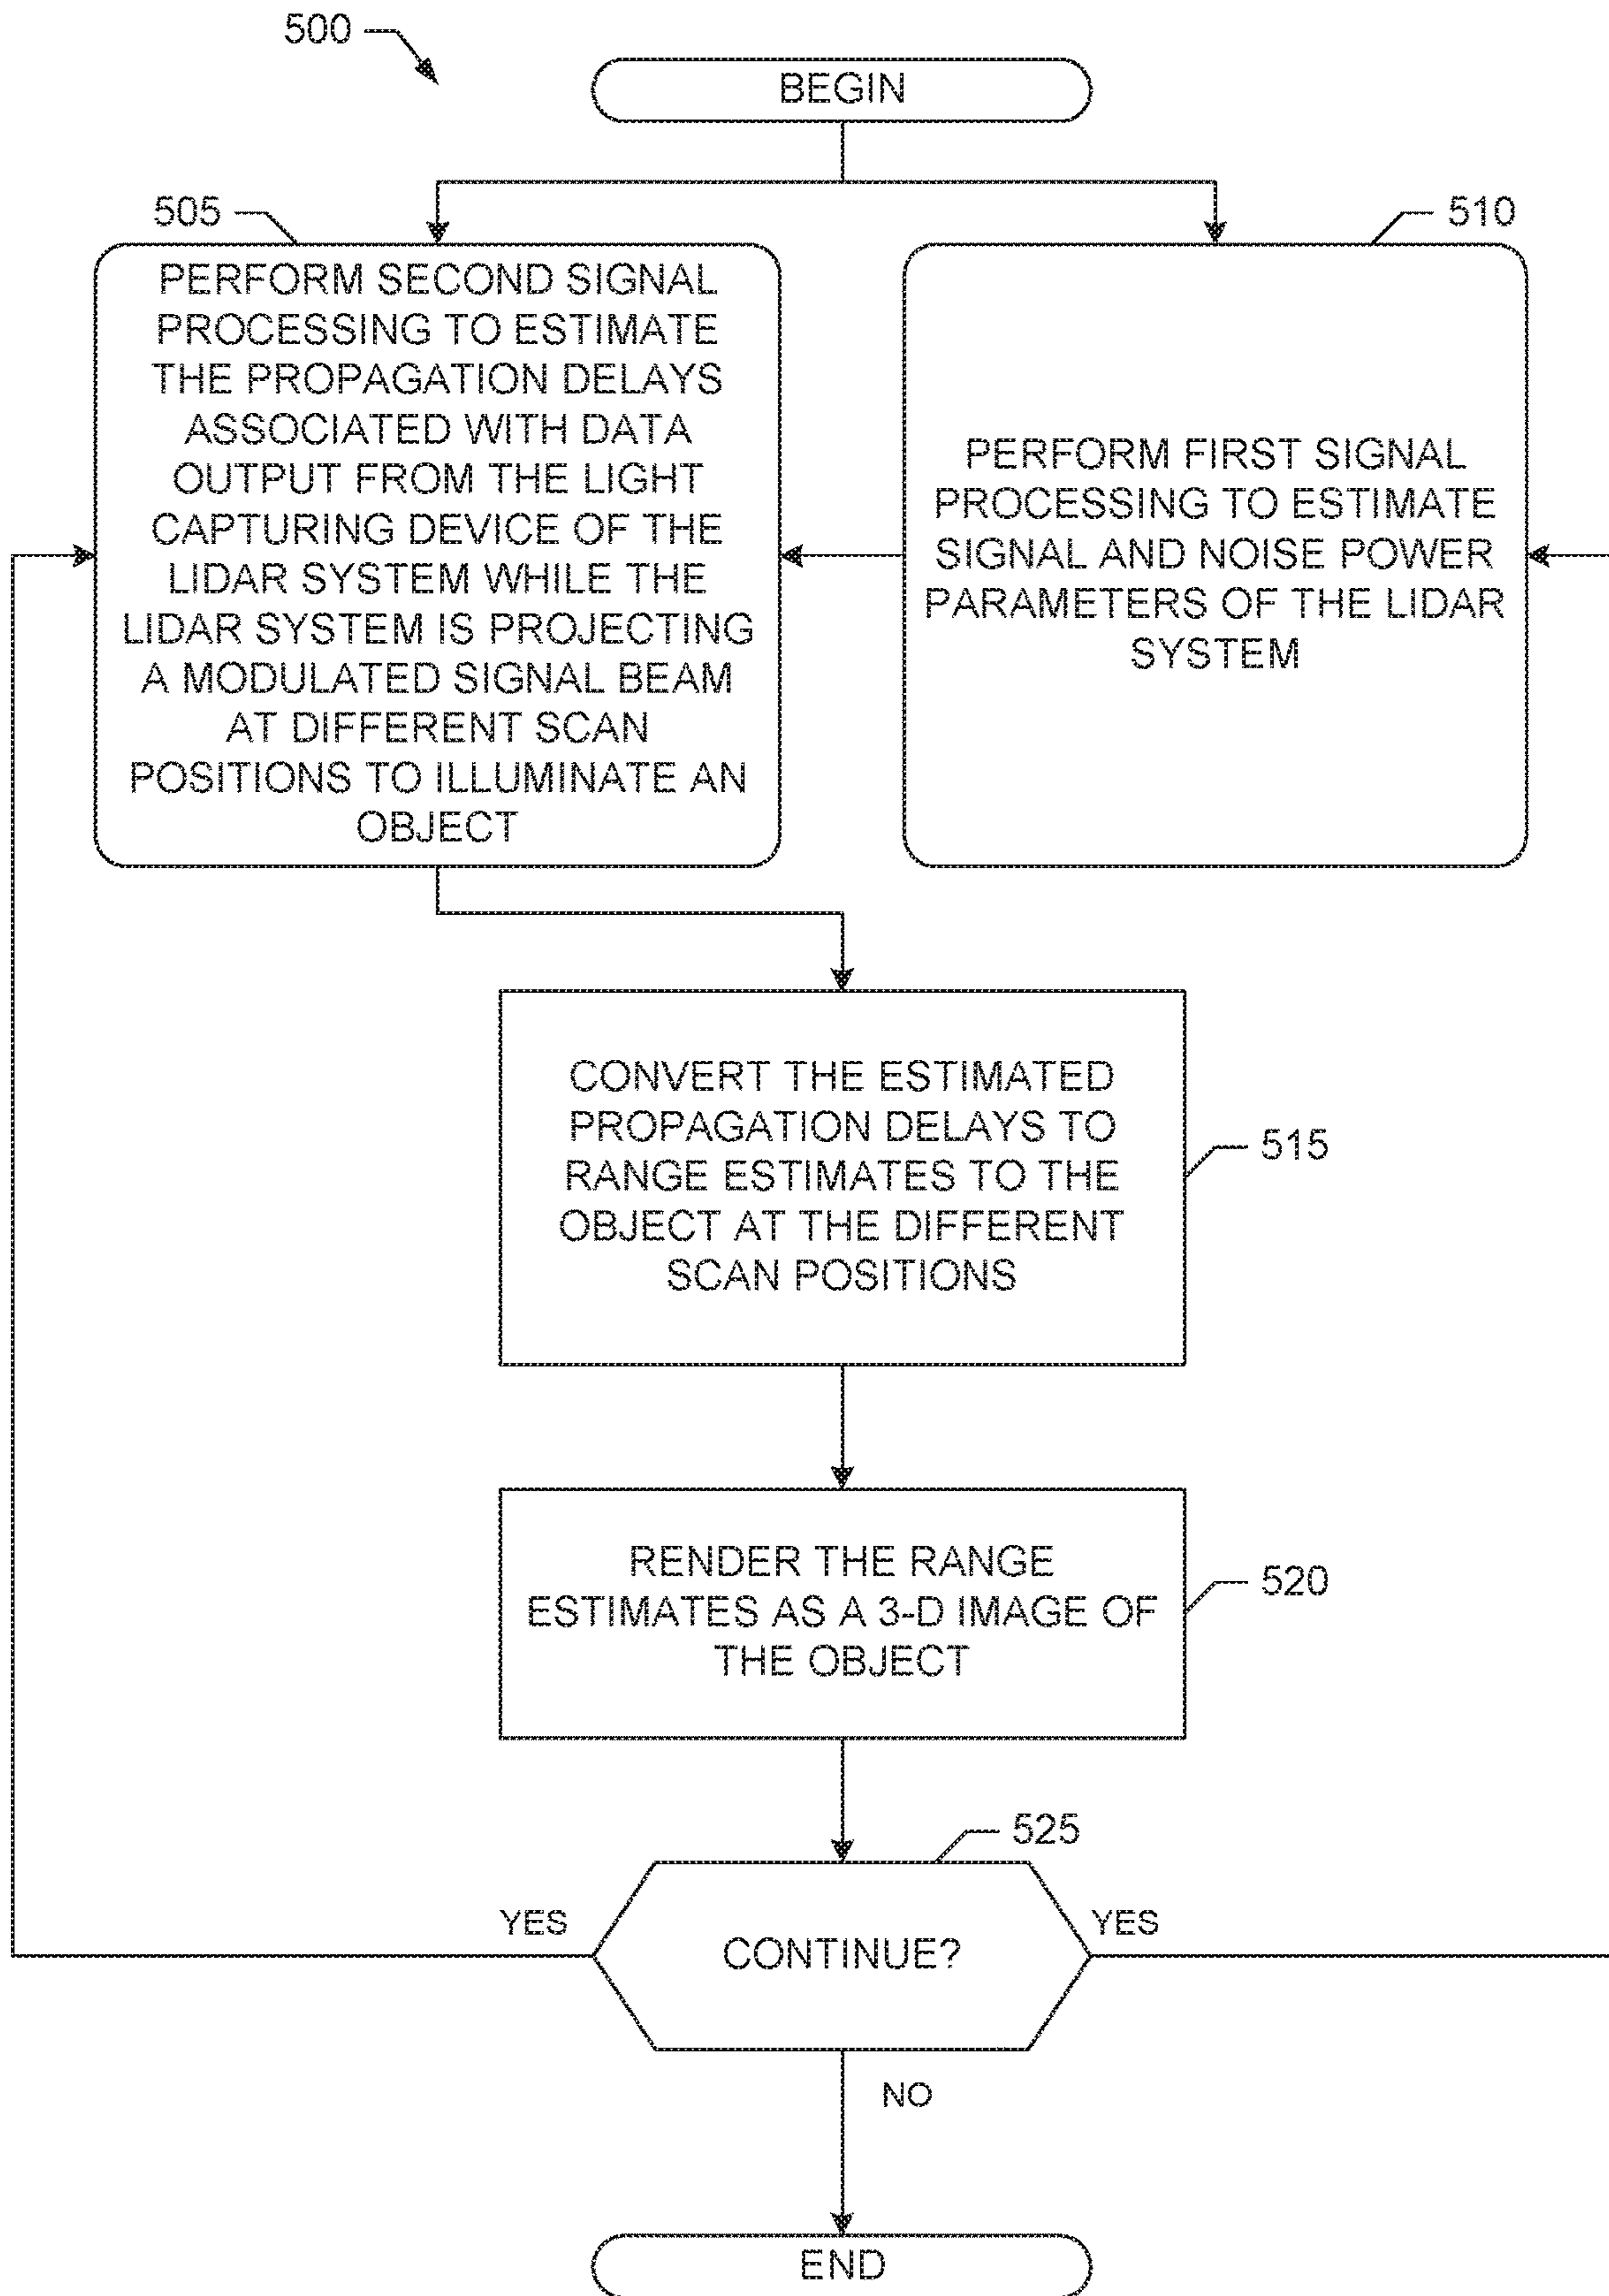 500
BEGIN
505
510
PERFORM SECOND SIGNAL
PROCESSING TO ESTIMATE
THE PROPAGATION DELAYS
ASSOCIATED WITH DATA
OUTPUT FROM THE LIGHT
CAPTURING DEVICE OF THE
LIDAR SYSTEM WHILE THE
LIDAR SYSTEM IS PROJECTING
A MODULATED SIGNAL BEAM
AT DIFFERENT SCAN
POSITIONS TO ILLUMINATE AN
OBJECT
PERFORM FIRST SIGNAL
PROCESSING TO ESTIMATE
SIGNAL AND NOISE POWER
PARAMETERS OF THE LIDAR
SYSTEM
CONVERT THE ESTIMATED
PROPAGATION DELAYS TO
RANGE ESTIMATES TO THE
OBJECT AT THE DIFFERENT
SCAN POSITIONS
515
RENDER THE RANGE
ESTIMATES AS A 3-D IMAGE OF
THE OBJECT
520
525
YES
CONTINUE?
YES
NO
END